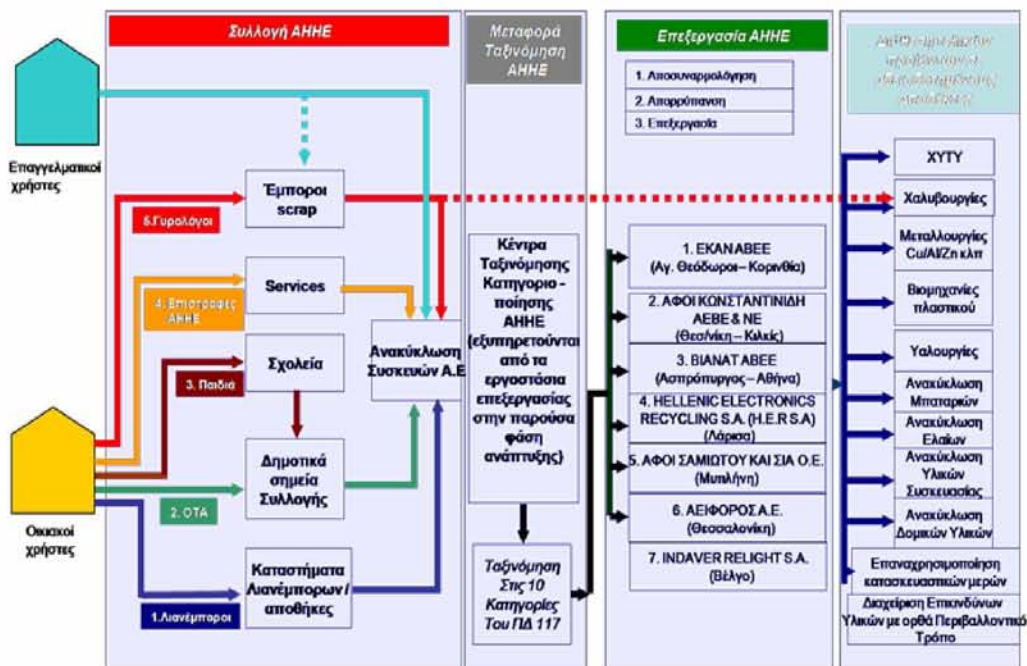 Συλλογή ΑΗΗΕ
Επαγγελματικοί
χρήστες
Έμποροι
scrap
5.Γυρολόγοι
Services
4. Επιστροφές
ΑΗΗΕ
Σχολεία
3. Παιδιά
Ανακύκλωση
Συσκευών Α.Ε
Δημοτικά
σημεία
Συλλογής
2. ΟΤΑ
Οικιακοί
χρήστες
Καταστήματα
Λιανέμπορων /
αποθήκες
1.Λιανέμποροι
Μεταφορά
Ταξινόμηση
ΑΗΗΕ
Κέντρα
Ταξινόμησης
Κατηγοριο -
ποίησης
ΑΗΗΕ
(εξυπηρετούνται
από τα
εργοστάσια
επεξεργασίας
στην παρούσα
φάση
ανάπτυξης)
Ταξινόμηση
Στις 10
Κατηγορίες
Του ΠΔ 117
Επεξεργασία ΑΗΗΕ
1. Αποσυναρμολόγηση
2. Απορρύπανση
3. Επεξεργασία
1. ΕΚΑΝ ΑΒΕΕ
(Αγ. Θεόδωροι – Κορινθία)
2. ΑΦΟΙ ΚΩΝΣΤΑΝΤΙΝΙΔΗ
ΑΕΒΕ & ΝΕ
(Θεσ/νίκη – Κιλκίς)
3. ΒΙΑΝΑΤ ΑΒΕΕ
(Ασπρόπυργος – Αθήνα)
4. HELLENIC ELECTRONICS
RECYCLING S.A. (H.E.R S.A)
(Λάρισα)
5. ΑΦΟΙ ΣΑΜΙΩΤΟΥ ΚΑΙ ΣΙΑ Ο.Ε.
(Μυτιλήνη)
6. ΑΕΙΦΟΡΟΣ Α.Ε.
(Θεσσαλονίκη)
7. INDAVER RELIGHT S.A.
(Βέλγο)
ΧΥΤΥ
Χαλυβουργίες
Μεταλλουργίες
Cu/Al/Zn κλπ
Βιομηχανίες
πλαστικού
Υαλουργίες
Ανακύκλωση
Μπαταριών
Ανακύκλωση
Ελαίων
Ανακύκλωση
Υλικών
Συσκευασίας
Ανακύκλωση
Δομικών Υλικών
Επαναχρησιμοποίηση
κατασκευαστικών μερών
Διαχείριση Επικινδύνων
Υλικών με ορθά Περιβαλλοντικό
Τρόπο